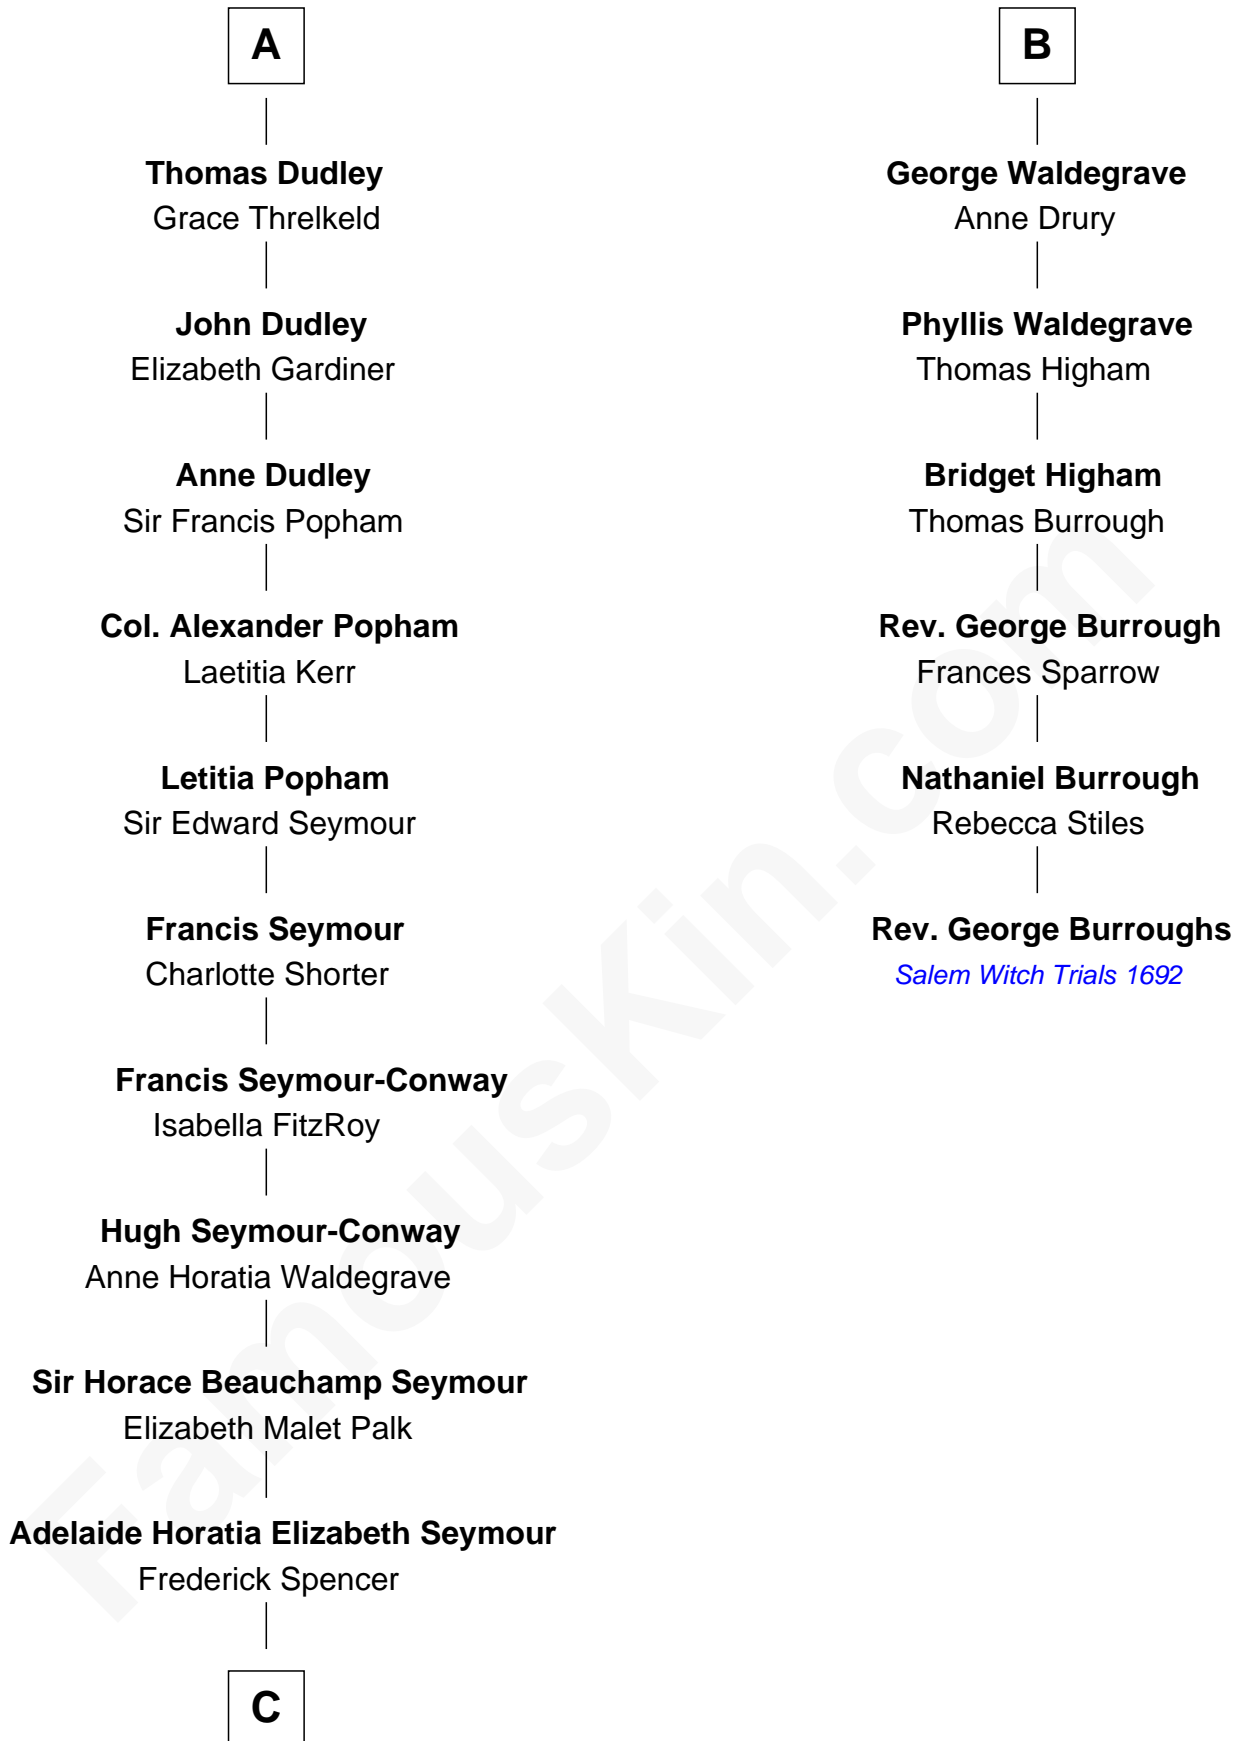 A
Thomas Dudley
Grace Threlkeld
John Dudley
Elizabeth Gardiner
Anne Dudley
Sir Francis Popham
Col. Alexander Popham
Laetitia Kerr
Letitia Popham
Sir Edward Seymour
Francis Seymour
Charlotte Shorter
Francis Seymour-Conway
Isabella FitzRoy
Hugh Seymour-Conway
Anne Horatia Waldegrave
Sir Horace Beauchamp Seymour
Elizabeth Malet Palk
Adelaide Horatia Elizabeth Seymour
Frederick Spencer
C
B
George Waldegrave
Anne Drury
Phyllis Waldegrave
Thomas Higham
Bridget Higham
Thomas Burrough
Rev. George Burrough
Frances Sparrow
Nathaniel Burrough
Rebecca Stiles
Rev. George Burroughs
Salem Witch Trials 1692
FamousKin.com